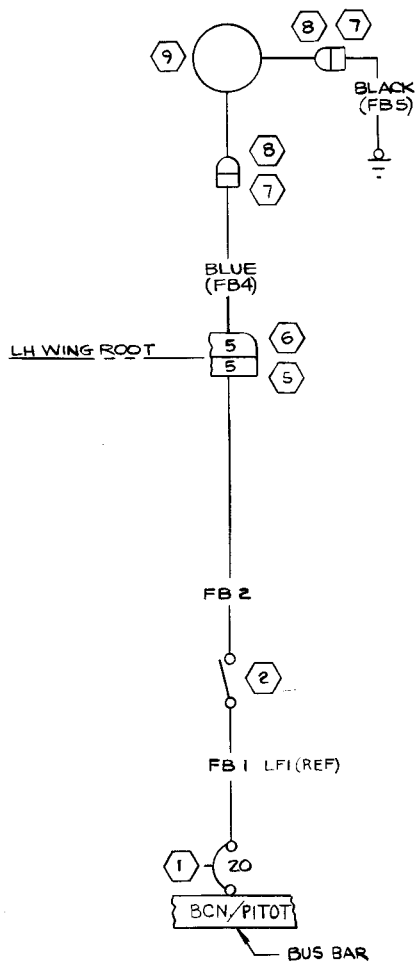 8 7
9
BLACK
(FB5)
8
7
BLUE
(FB4)
5 6
LH WING ROOT
5 5
FB 2
2
FB 1 LF1 (REF)
1 20
BCN/PITOT
BUS BAR